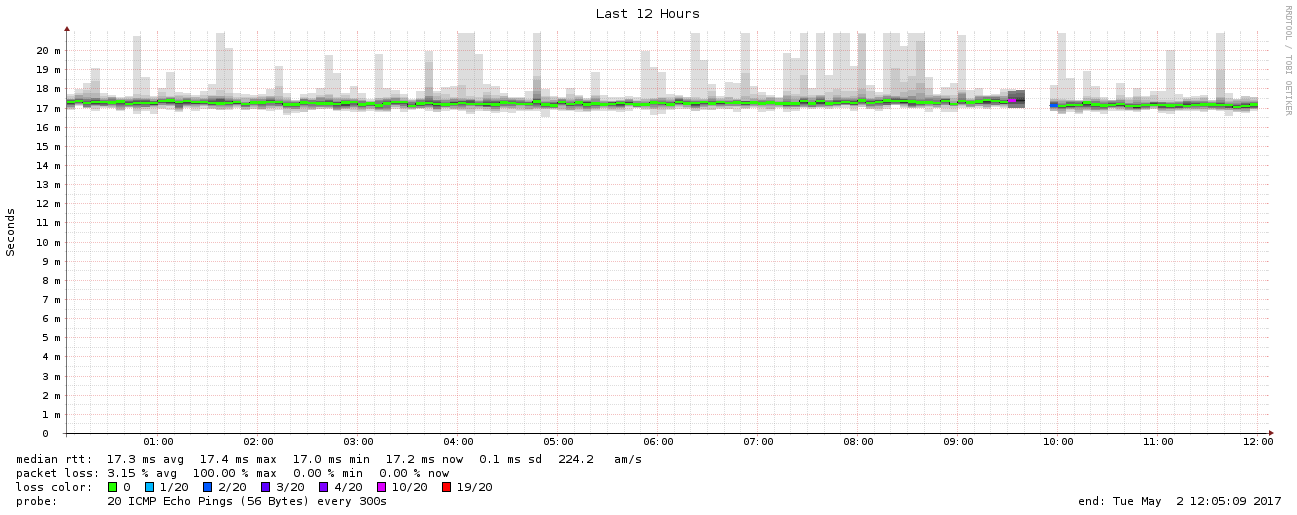 Last 12 Hours
RRDTOOL / TOBI OETIKER
Seconds
20 m
19 m
18 m
17 m
16 m
15 m
14 m
13 m
12 m
11 m
10 m
9 m
8 m
7 m
6 m
5 m
4 m
3 m
2 m
1 m
0
01:00 02:00 03:00 04:00 05:00 06:00 07:00 08:00 09:00 10:00 11:00 12:00
median rtt: 17.3 ms avg 17.4 ms max 17.0 ms min 17.2 ms now 0.1 ms sd 224.2 am/s
packet loss: 3.15 % avg 100.00 % max 0.00 % min 0.00 % now
loss color: 0 1/20 2/20 3/20 4/20 10/20 19/20
probe: 20 ICMP Echo Pings (56 Bytes) every 300s end: Tue May 2 12:05:09 2017